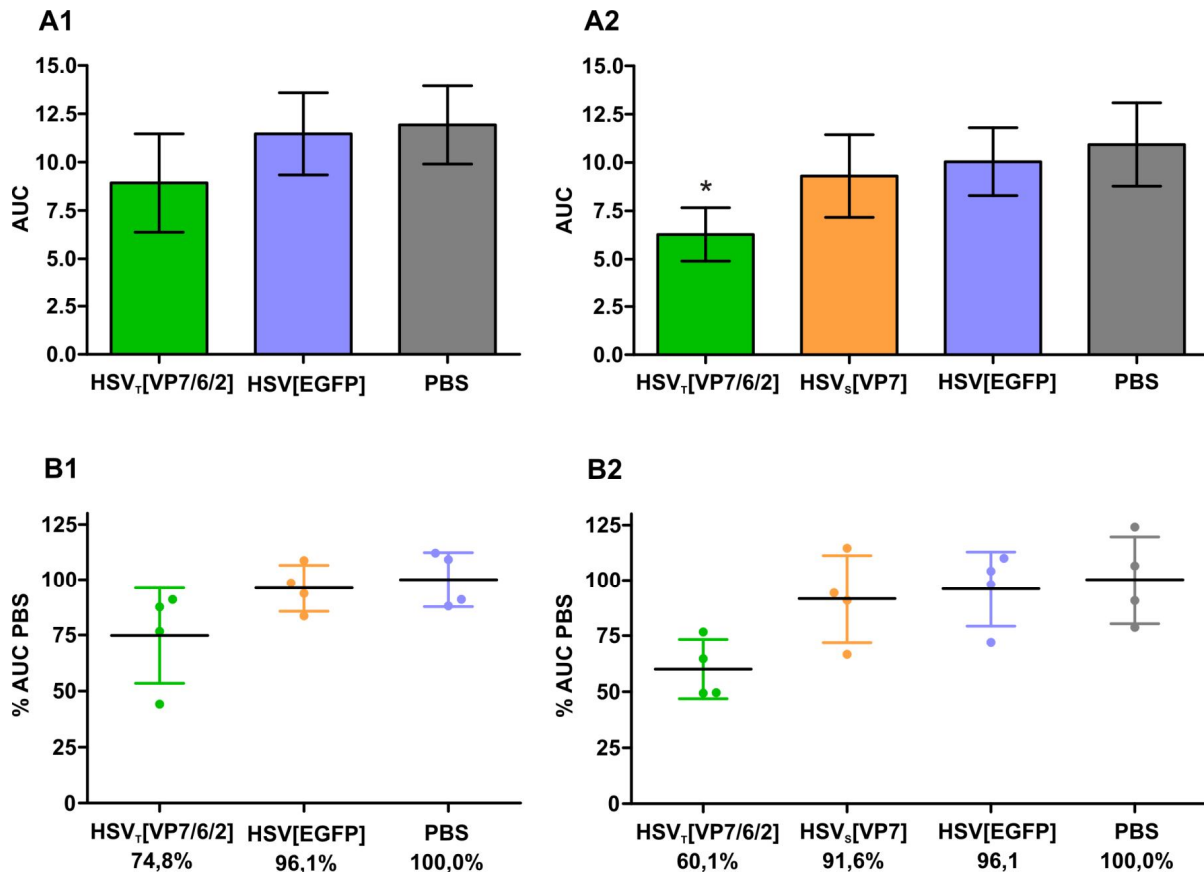 A1
15.0
12.5
10.0
7.5
5.0
2.5
0.0
AUC
HSVT[VP7/6/2] HSV[EGFP] PBS
A2
15.0
12.5
10.0
7.5
5.0
2.5
0.0
AUC
*
HSVT[VP7/6/2] HSVS[VP7] HSV[EGFP] PBS
B1
125
100
75
50
25
0
% AUC PBS
HSVT[VP7/6/2] HSV[EGFP] PBS
74,8% 96,1% 100,0%
B2
125
100
75
50
25
0
% AUC PBS
HSVT[VP7/6/2] HSVS[VP7] HSV[EGFP] PBS
60,1% 91,6% 96,1 100,0%